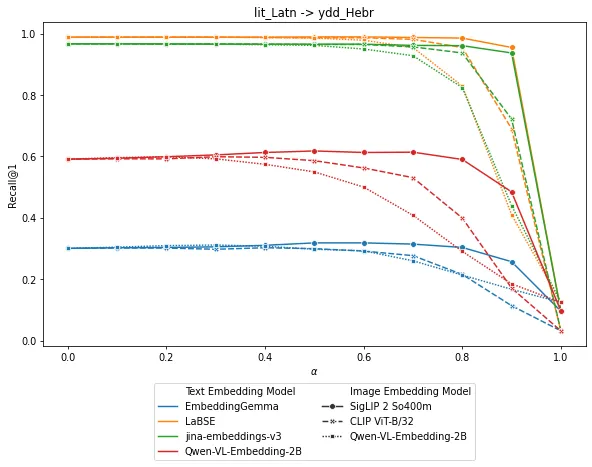 lit_Latn -> ydd_Hebr
1.0
0.8
0.6
0.4
0.2
0.0
Recall@1
0.0 0.2 0.4 0.6 0.8 1.0
α
Text Embedding Model
EmbeddingGemma
LaBSE
jina-embeddings-v3
Qwen-VL-Embedding-2B
Image Embedding Model
SigLIP 2 So400m
CLIP ViT-B/32
Qwen-VL-Embedding-2B